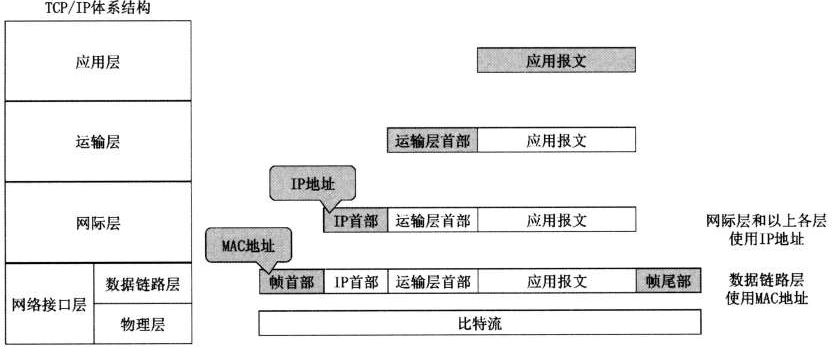 TCP/IP体系结构
应用层
应用报文
运输层
运输层首部 应用报文
IP地址
网际层
IP首部 运输层首部 应用报文
网际层和以上各层
使用IP地址
MAC地址
网络接口层
数据链路层
帧首部 IP首部 运输层首部 应用报文 帧尾部
数据链路层
使用MAC地址
物理层
比特流